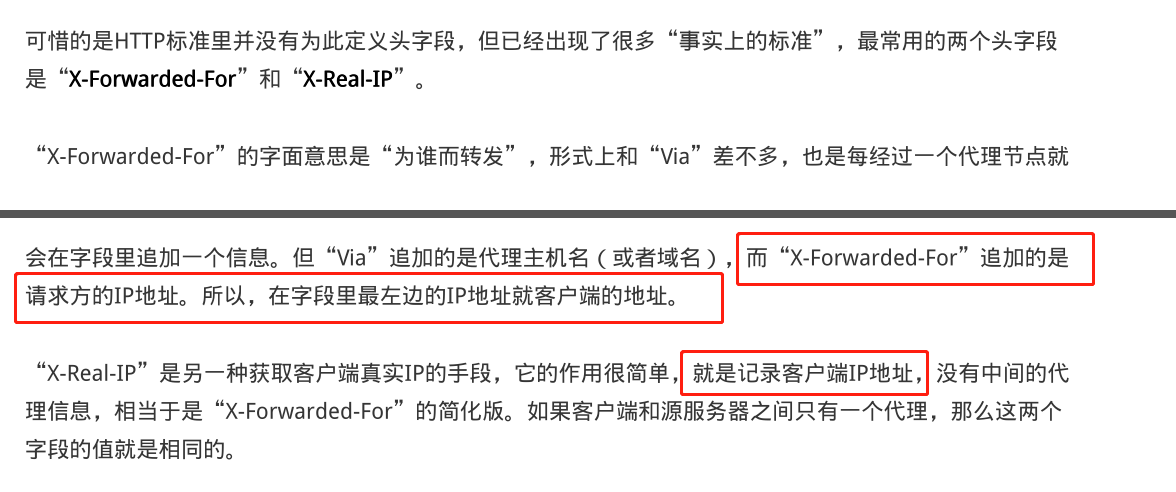 可惜的是HTTP标准里并没有为此定义头字段，但已经出现了很多“事实上的标准”，最常用的两个头字段
是“X-Forwarded-For”和“X-Real-IP”。
“X-Forwarded-For”的字面意思是“为谁而转发”，形式上和“Via”差不多，也是每经过一个代理节点就
会在字段里追加一个信息。但“Via”追加的是代理主机名（或者域名），而“X-Forwarded-For”追加的是
请求方的IP地址。所以，在字段里最左边的IP地址就客户端的地址。
“X-Real-IP”是另一种获取客户端真实IP的手段，它的作用很简单，就是记录客户端IP地址，没有中间的代
理信息，相当于是“X-Forwarded-For”的简化版。如果客户端和源服务器之间只有一个代理，那么这两个
字段的值就是相同的。